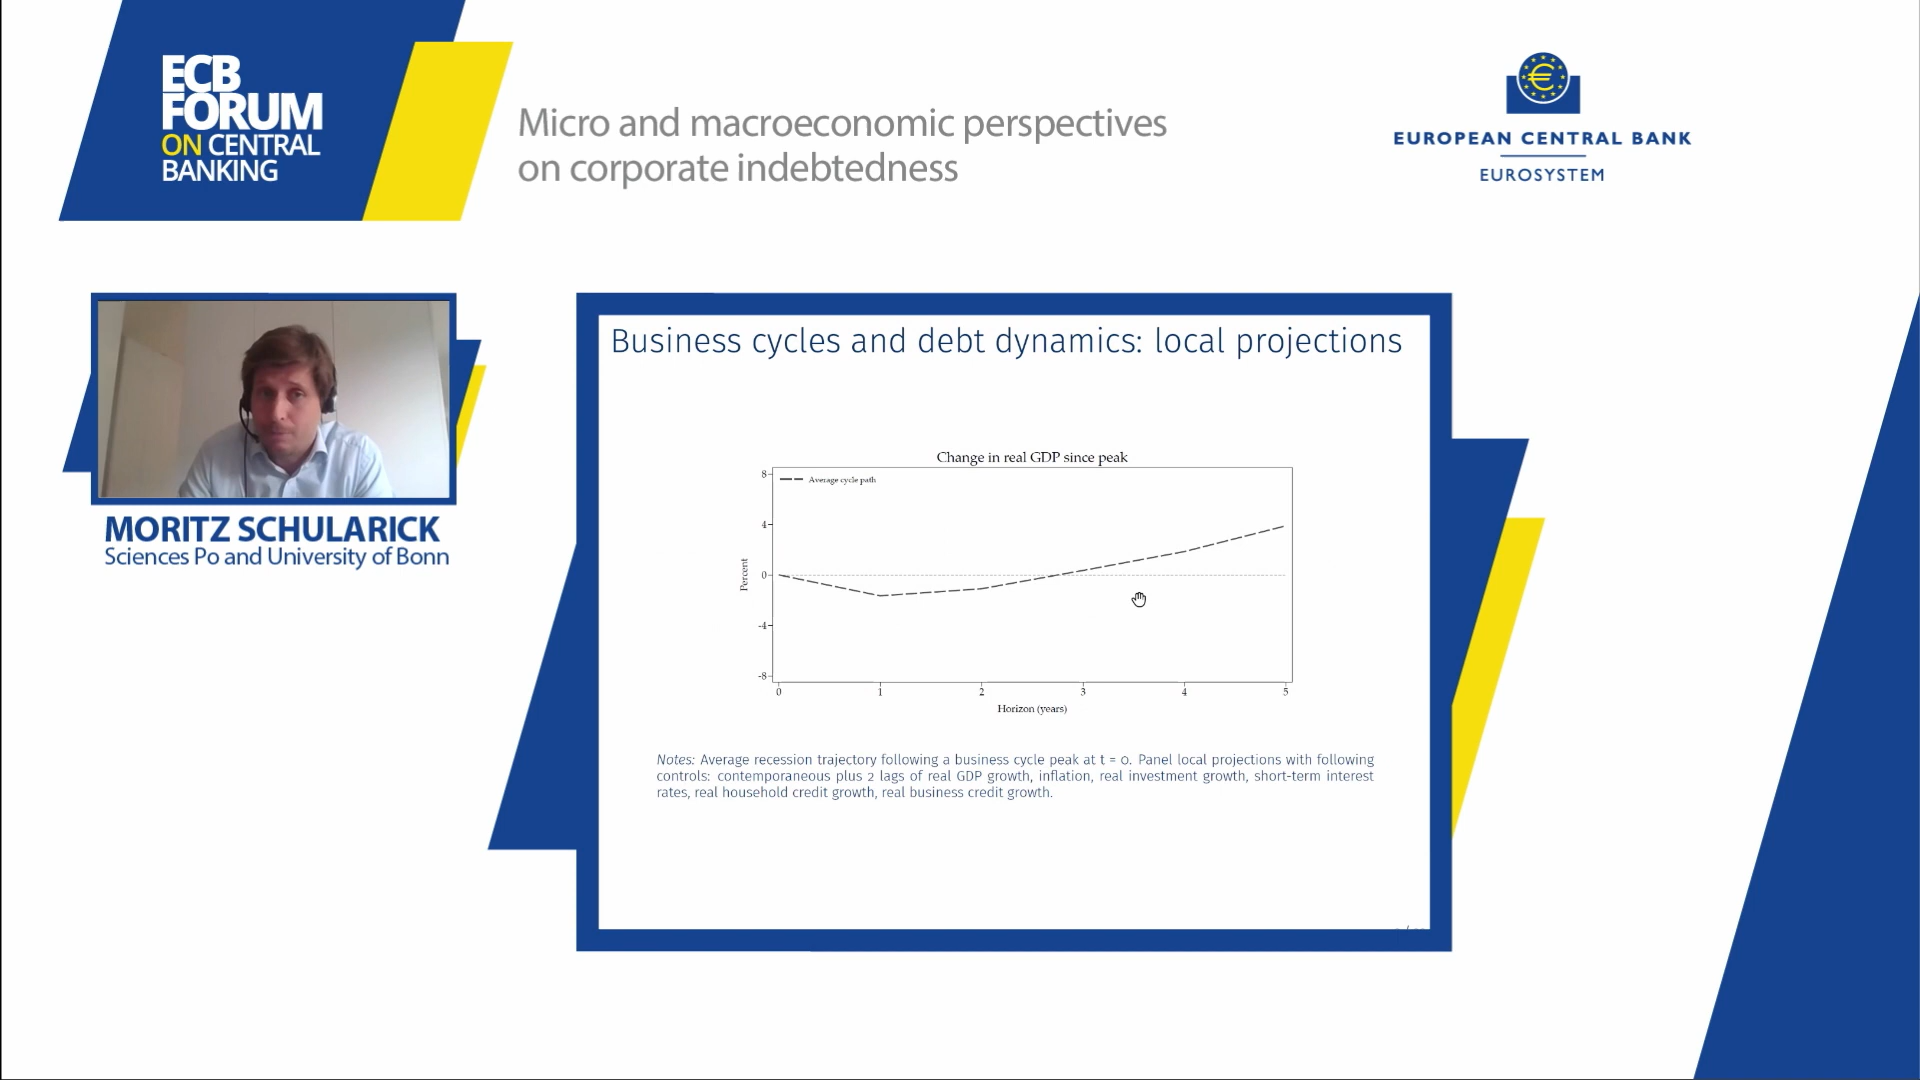 ECB
FORUM
ON CENTRAL
BANKING
Micro and macroeconomic perspectives
on corporate indebtedness
€
EUROPEAN CENTRAL BANK
EUROSYSTEM
MORITZ SCHULARICK
Sciences Po and University of Bonn
Business cycles and debt dynamics: local projections
Change in real GDP since peak
Average cycle path
8
4
0
-4
-8
Percent
0 1 2 3 4 5
Horizon (years)
Notes: Average recession trajectory following a business cycle peak at t = 0. Panel local projections with following
controls: contemporaneous plus 2 lags of real GDP growth, inflation, real investment growth, short-term interest
rates, real household credit growth, real business credit growth.